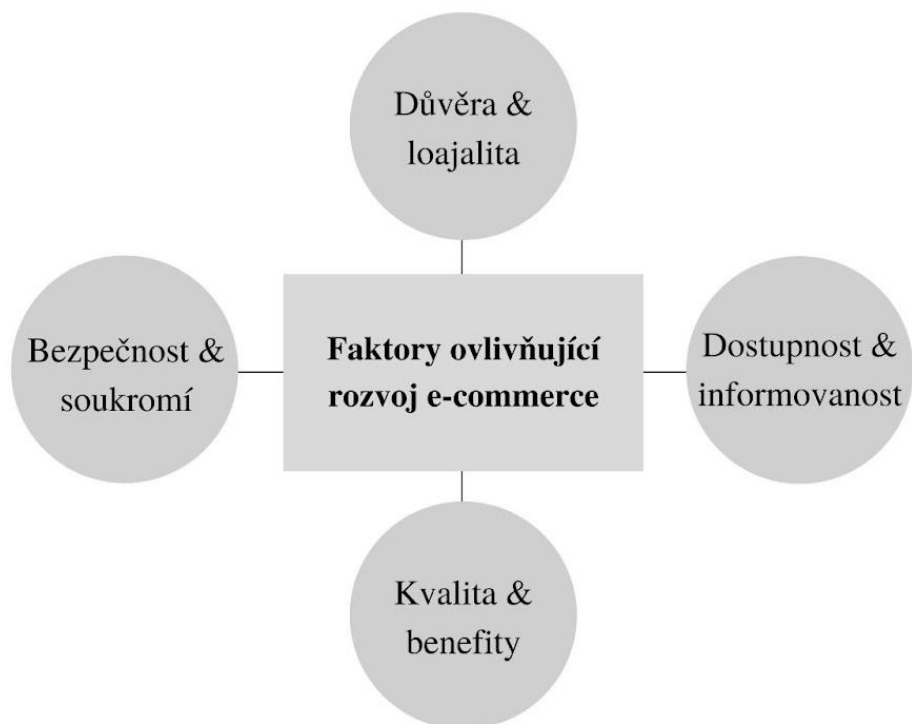 Důvěra &
loajalita
Bezpečnost &
soukromí
Faktory ovlivňující
rozvoj e-commerce
Dostupnost &
informovanost
Kvalita &
benefity